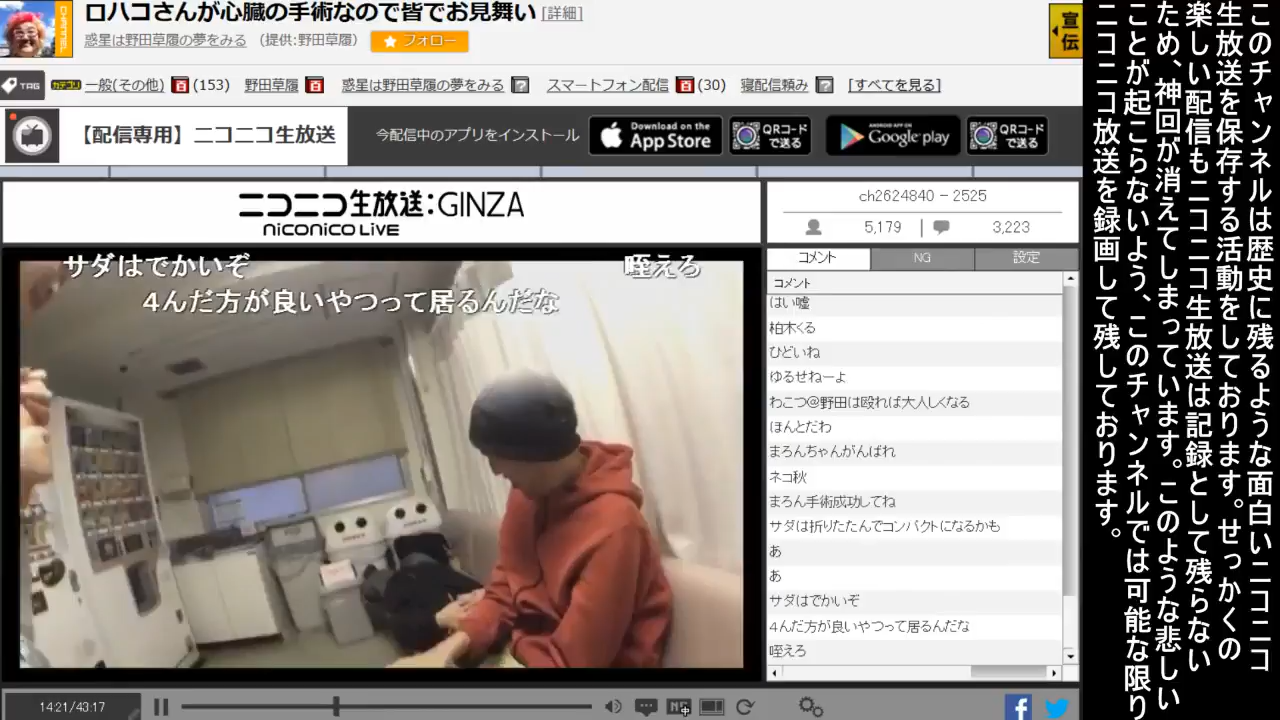 ロハコさんが心臓の手術なので皆でお見舞い [詳細]
惑星は野田草履の夢をみる (提供:野田草履) ★ フォロー
CHANNEL
宣伝
TAG カテゴリ 一般(その他) 百 (153) 野田草履 百 惑星は野田草履の夢をみる ? スマートフォン配信 百 (30) 寝配信頼み ? [すべてを見る]
【配信専用】ニコニコ生放送
今配信中のアプリをインストール
Download on the App Store
QRコードで送る
ANDROID APP ON Google play
QRコードで送る
ニコニコ生放送:GINZA
niconico Live
ch2624840 - 2525
5,179 | 3,223
コメント NG 設定
コメント
はい嘘
柏木くる
ひどいね
ゆるせねーよ
わこつ@野田は殴れば大人しくなる
ほんとだわ
まろんちゃんがんばれ
ネコ秋
まろん手術成功してね
サダは折りたたんでコンパクトになるかも
あ
あ
サダはでかいぞ
4んだ方が良いやつって居るんだな
咥えろ
サダはでかいぞ
咥えろ
4んだ方が良いやつって居るんだな
14:21/43:17
NG 中
このチャンネルは歴史に残るような面白いニコニコ
生放送を保存する活動をしております。せっかくの
楽しい配信もニコニコ生放送は記録として残らない
ため、神回が消えてしまっています。このような悲しい
ことが起こらないよう、このチャンネルでは可能な限り
ニコニコ放送を録画して残しております。